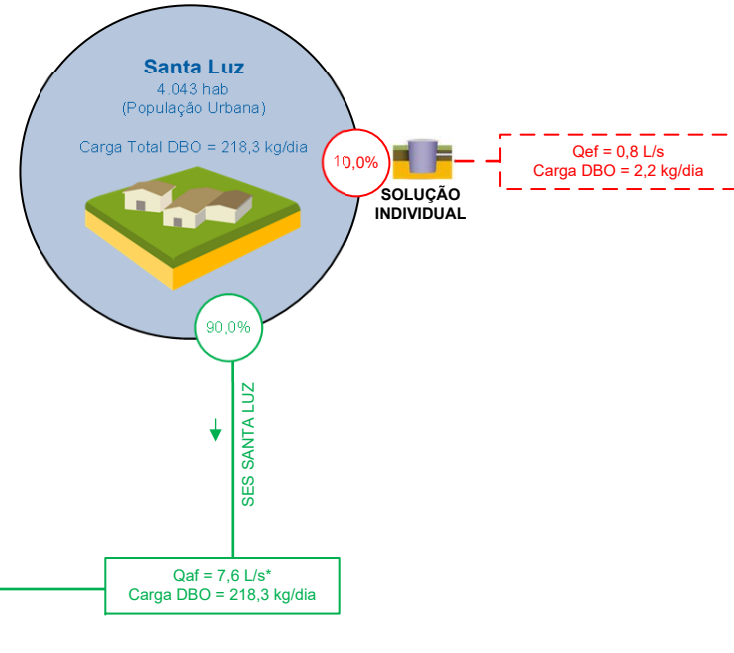 Santa Luz
4.043 hab
(População Urbana)
Carga Total DBO = 218,3 kg/dia
10,0%
SOLUÇÃO
INDIVIDUAL
Qef = 0,8 L/s
Carga DBO = 2,2 kg/dia
90,0%
SES SANTA LUZ
Qaf = 7,6 L/s*
Carga DBO = 218,3 kg/dia